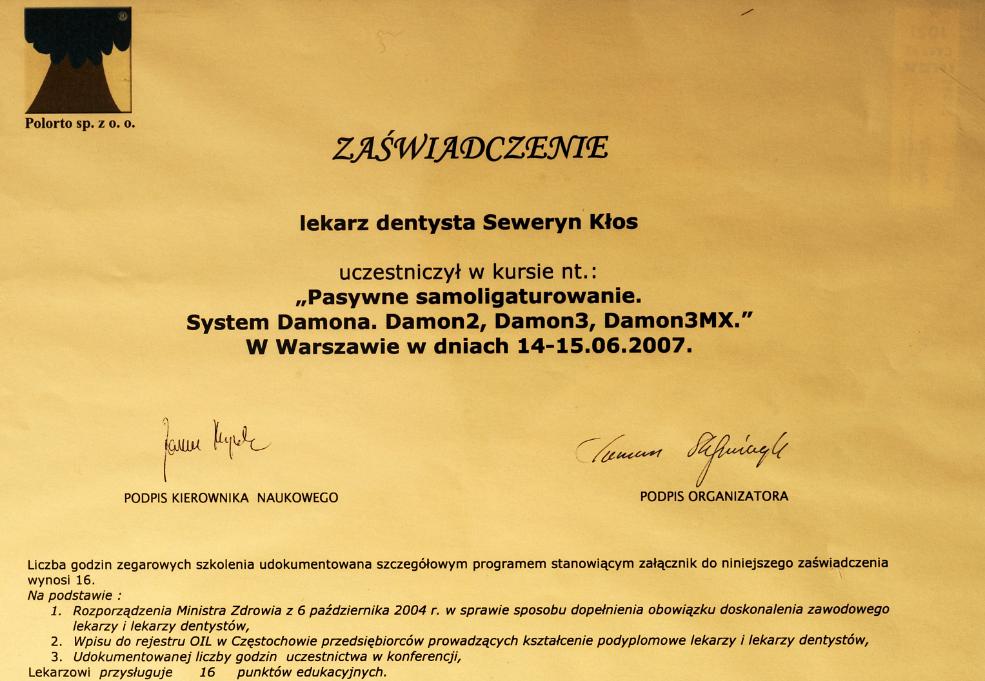 ®
Polorto sp. z o. o.
ZAŚWIADCZENIE
lekarz dentysta Seweryn Kłos
uczestniczył w kursie nt.:
„Pasywne samoligaturowanie.
System Damona. Damon2, Damon3, Damon3MX.”
W Warszawie w dniach 14-15.06.2007.
PODPIS KIEROWNIKA NAUKOWEGO
PODPIS ORGANIZATORA
Liczba godzin zegarowych szkolenia udokumentowana szczegółowym programem stanowiącym załącznik do niniejszego zaświadczenia
wynosi 16.
Na podstawie :
1. Rozporządzenia Ministra Zdrowia z 6 października 2004 r. w sprawie sposobu dopełnienia obowiązku doskonalenia zawodowego
lekarzy i lekarzy dentystów,
2. Wpisu do rejestru OIL w Częstochowie przedsiębiorców prowadzących kształcenie podyplomowe lekarzy i lekarzy dentystów,
3. Udokumentowanej liczby godzin uczestnictwa w konferencji,
Lekarzowi przysługuje 16 punktów edukacyjnych.